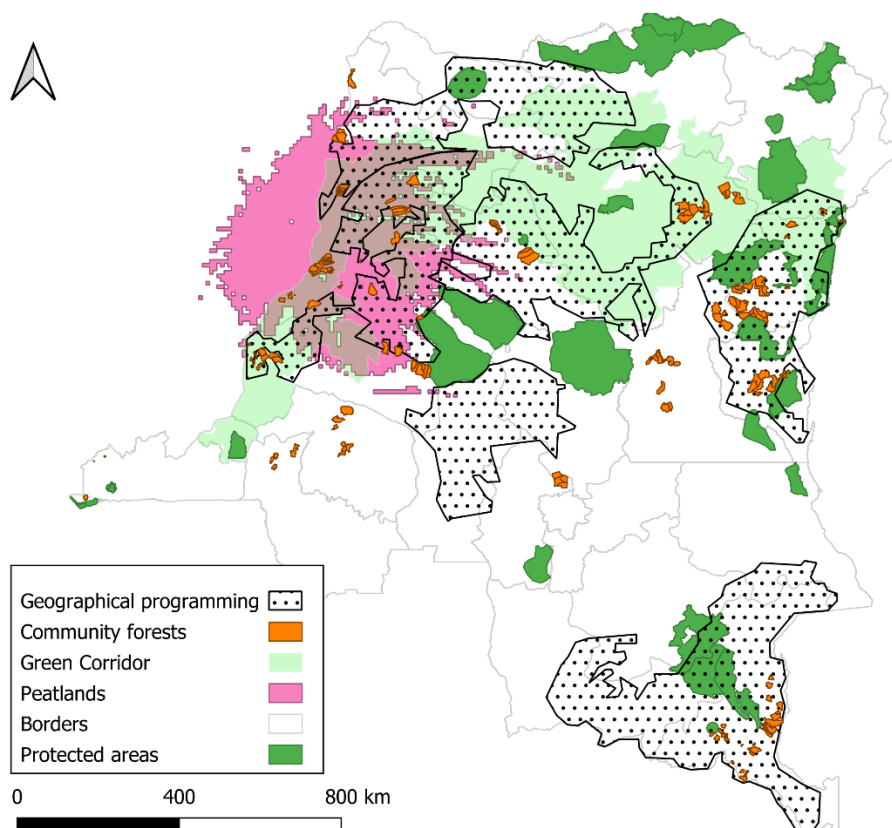 Geographical programming
Community forests
Green Corridor
Peatlands
Borders
Protected areas
0 400 800 km